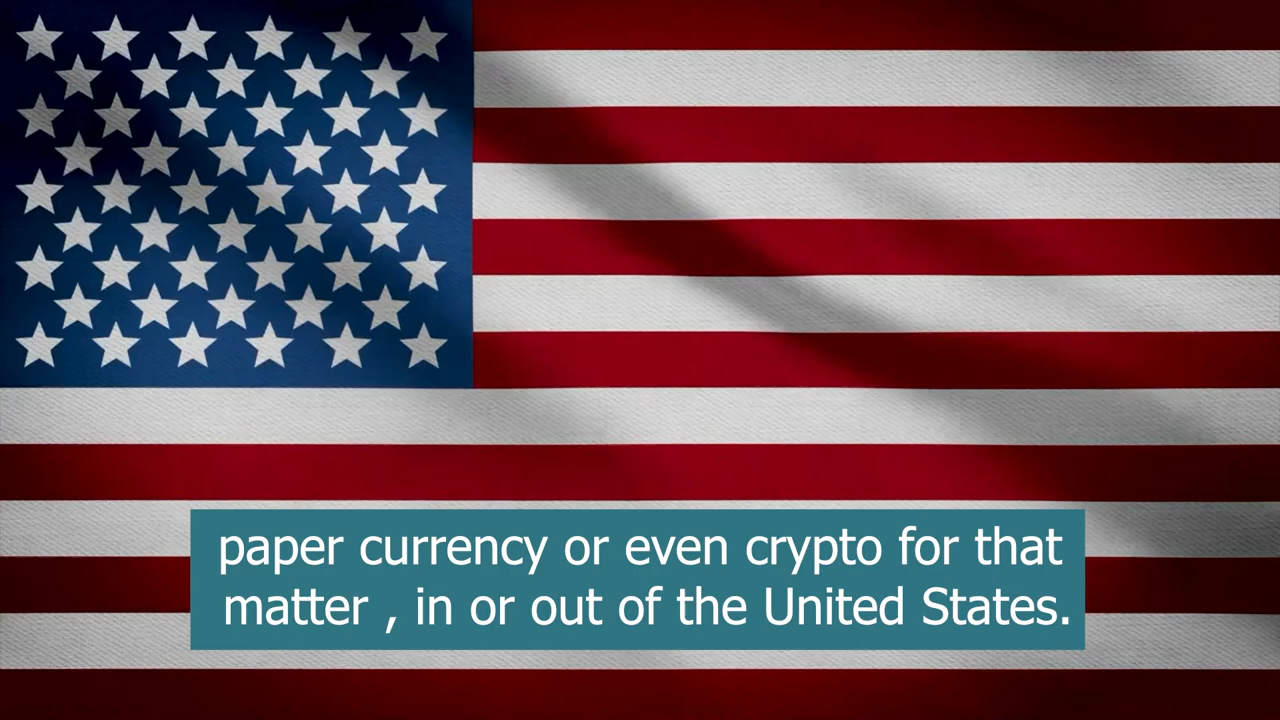 paper currency or even crypto for that
matter , in or out of the United States.